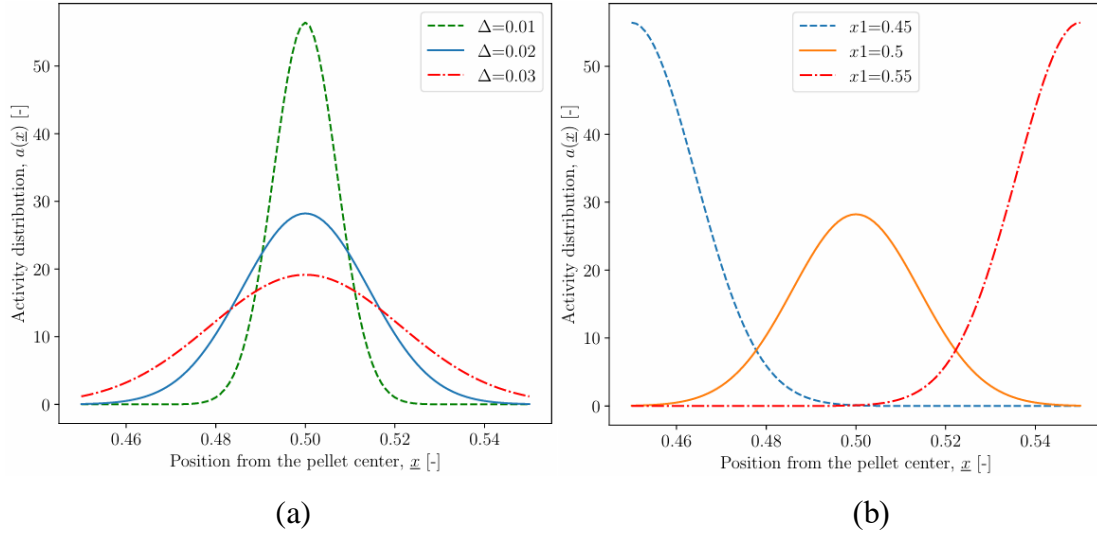 Δ=0.01
Δ=0.02
Δ=0.03
50
40
30
20
10
0
Activity distribution, a(x) [-]
0.46
0.48
0.50
0.52
0.54
Position from the pellet center, x [-]
(a)
x1=0.45
x1=0.5
x1=0.55
50
40
30
20
10
0
Activity distribution, a(x) [-]
0.46
0.48
0.50
0.52
0.54
Position from the pellet center, x [-]
(b)